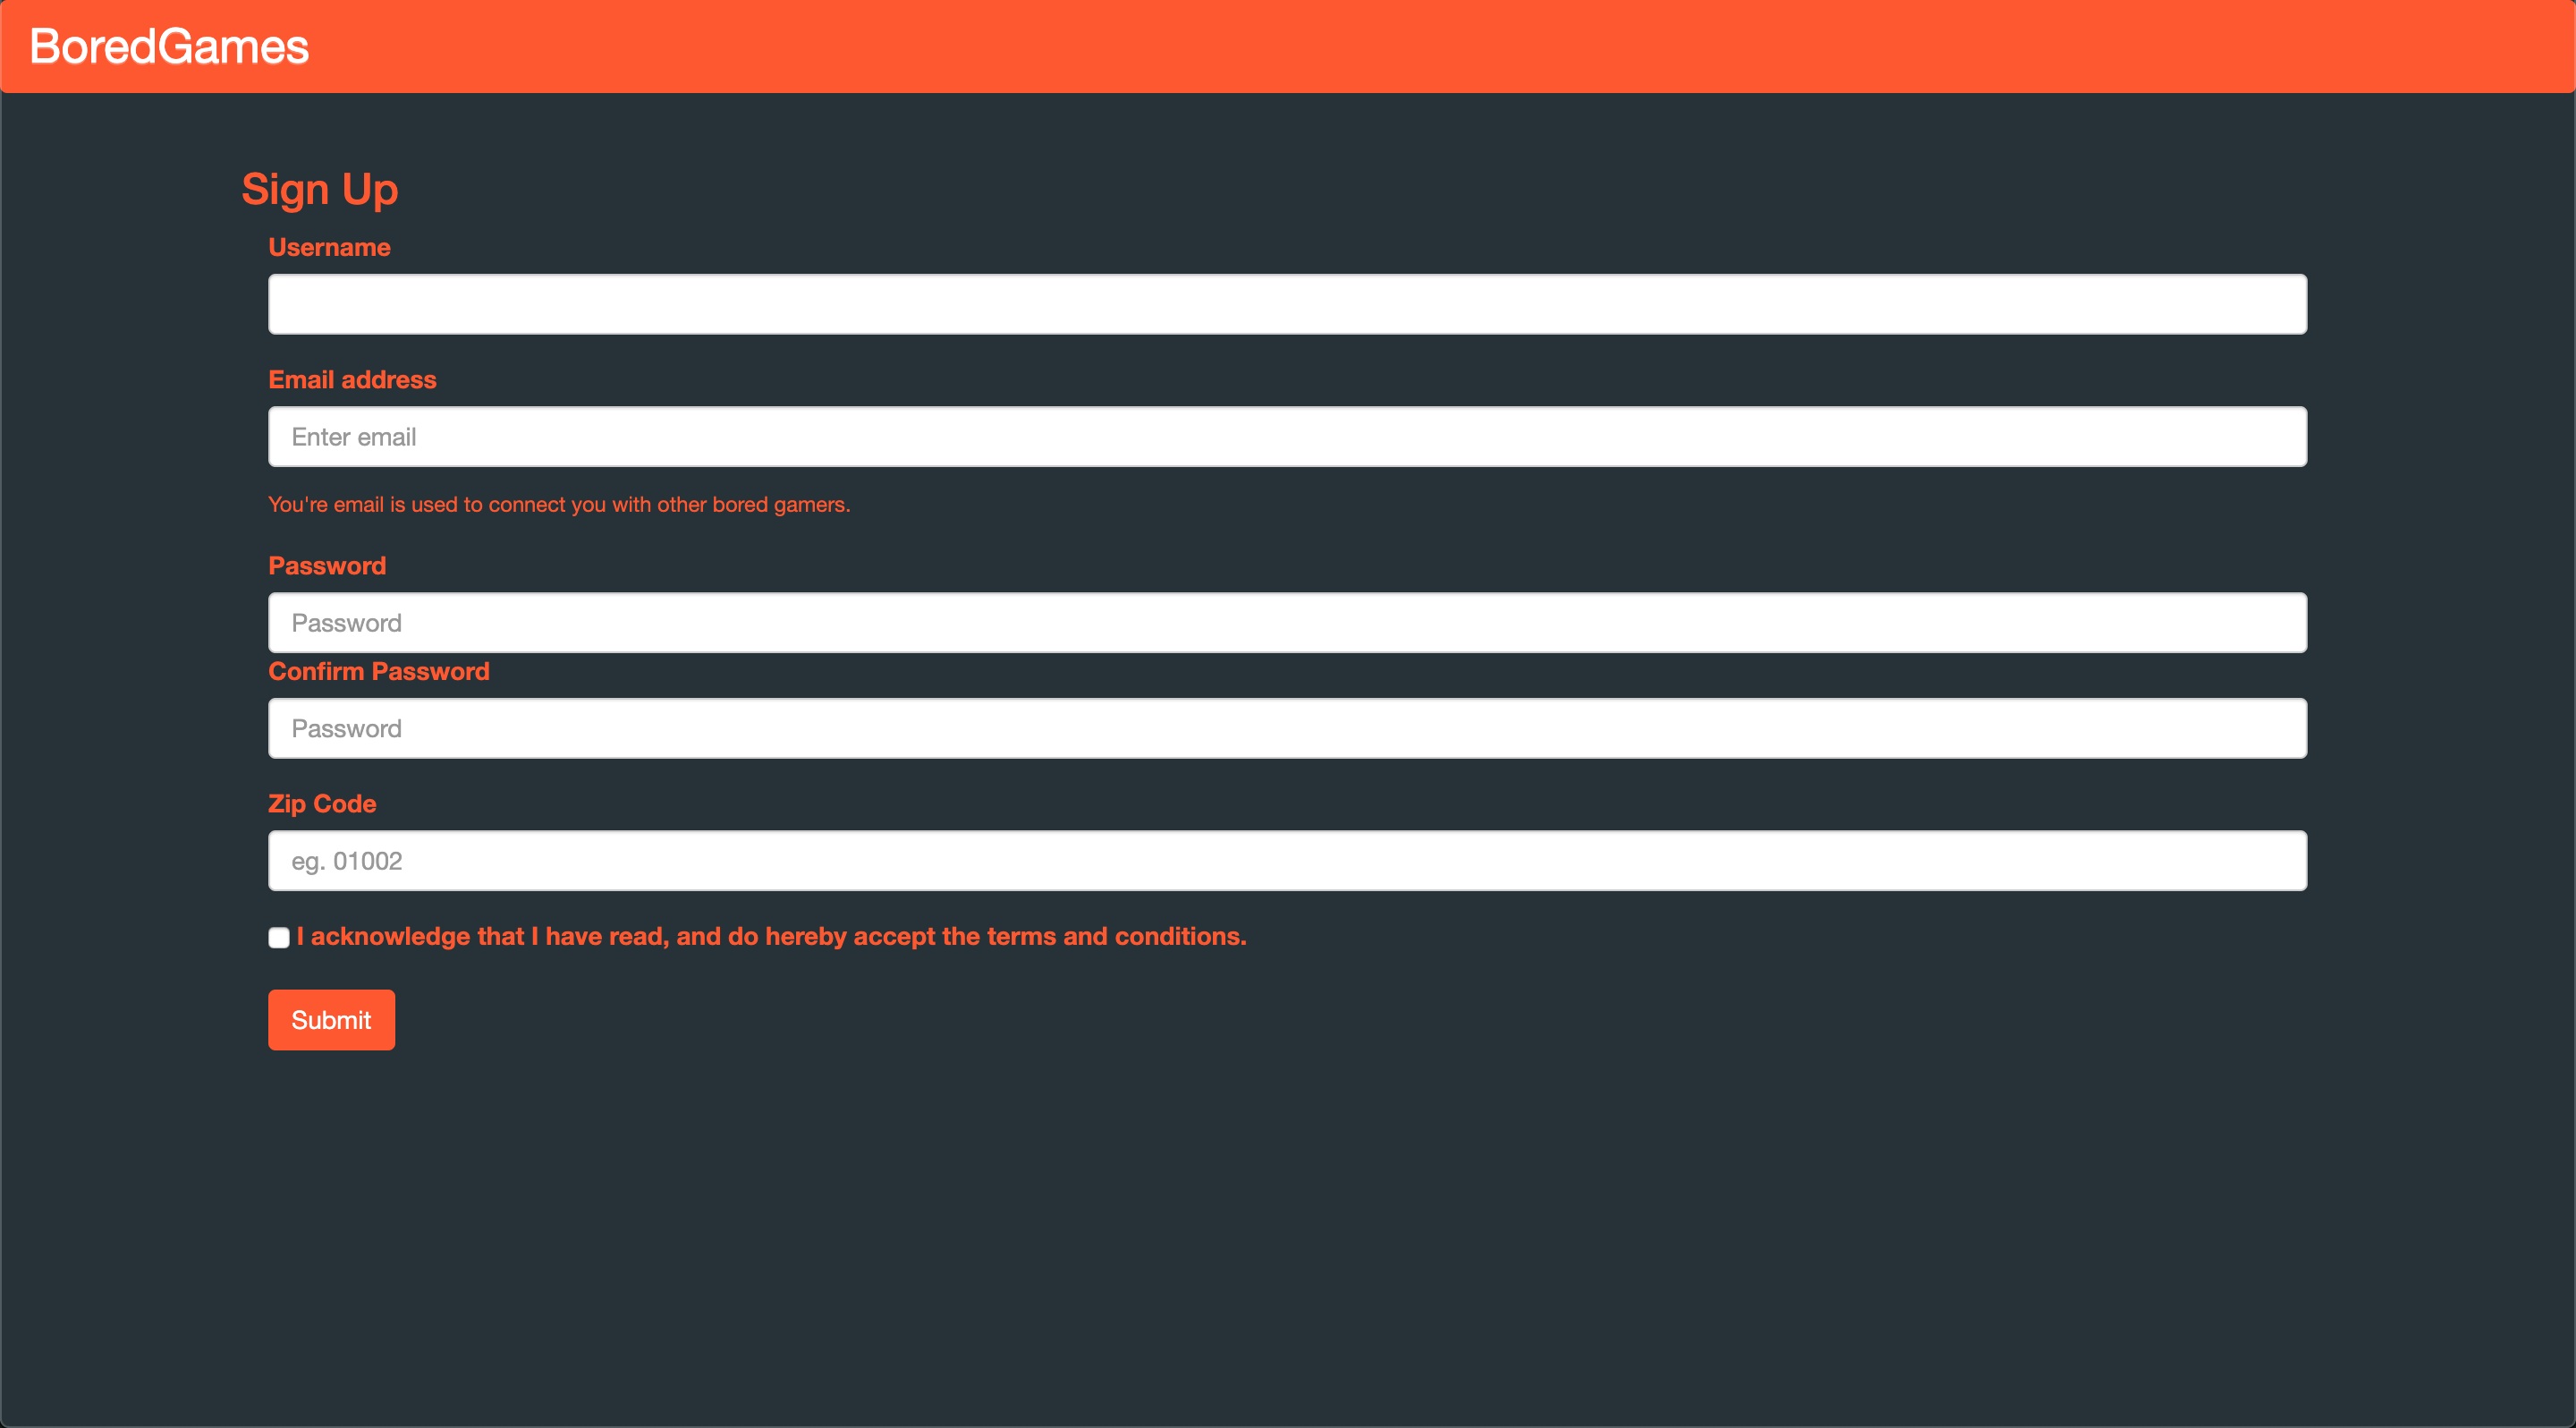 BoredGames
Sign Up
Username
Email address
Enter email
You're email is used to connect you with other bored gamers.
Password
Password
Confirm Password
Password
Zip Code
eg. 01002
I acknowledge that I have read, and do hereby accept the terms and conditions.
Submit